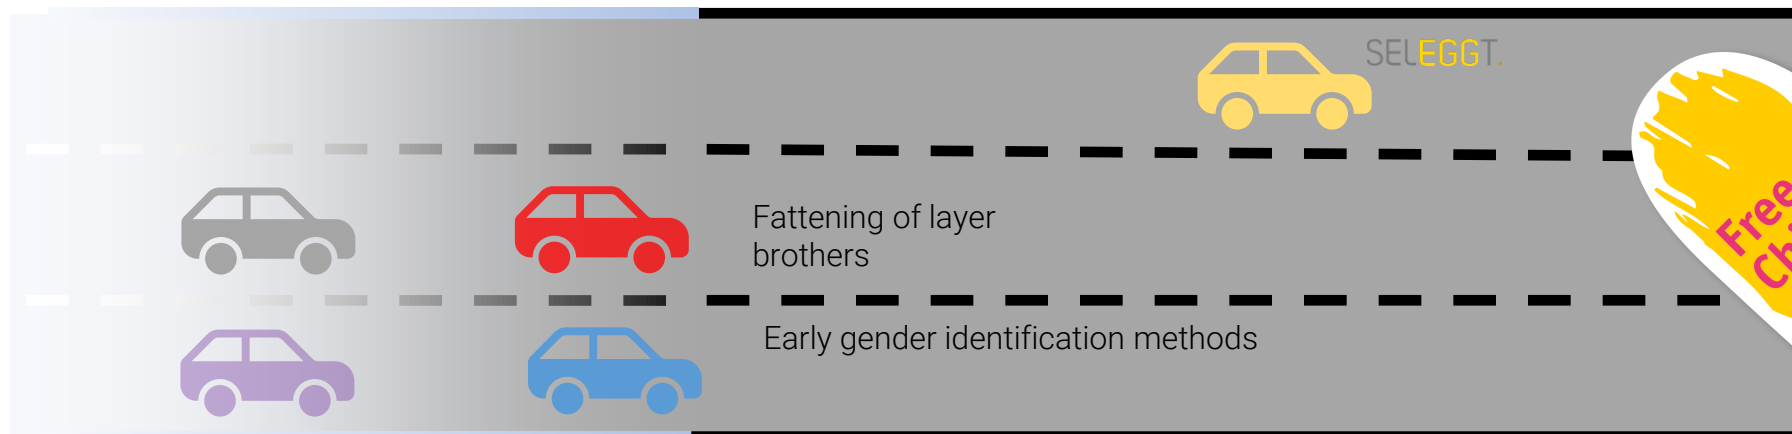 SELEGGT.
Fattening of layer
brothers
Early gender identification methods
Free